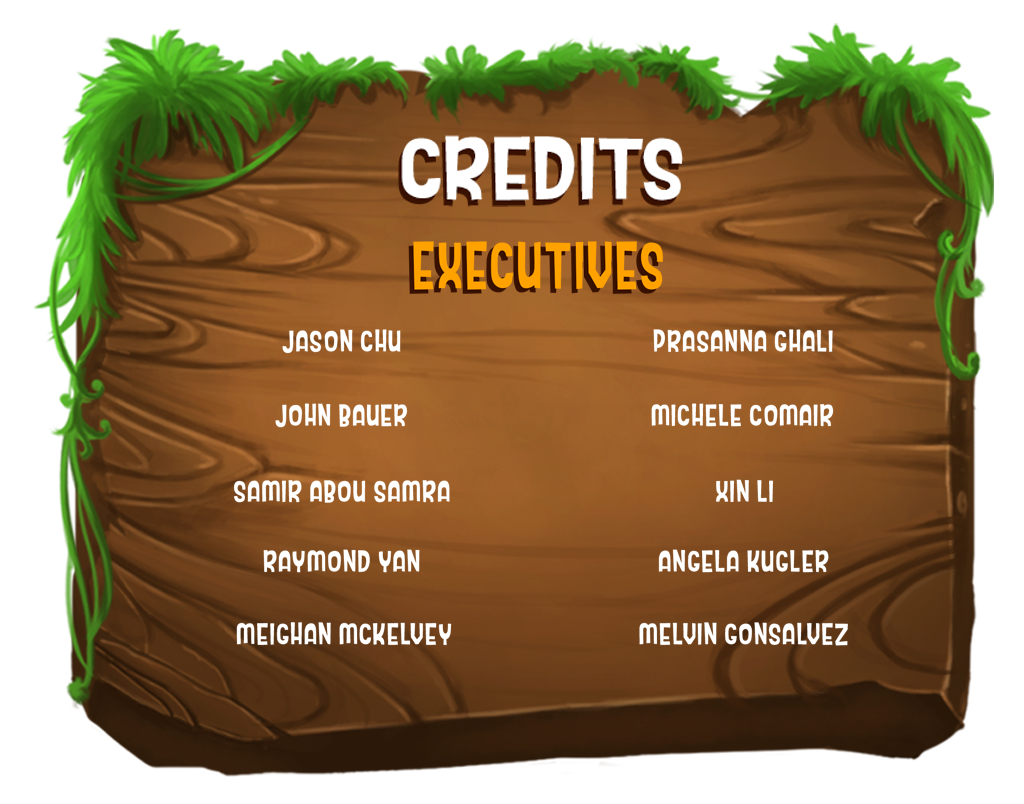 CREDITS
EXECUTIVES
JASON CHU
PRASANNA GHALI
JOHN BAUER
MICHELE COMAIR
SAMIR ABOU SAMRA
XIN LI
RAYMOND YAN
ANGELA KUGLER
MEIGHAN MCKELVEY
MELVIN GONSALVEZ